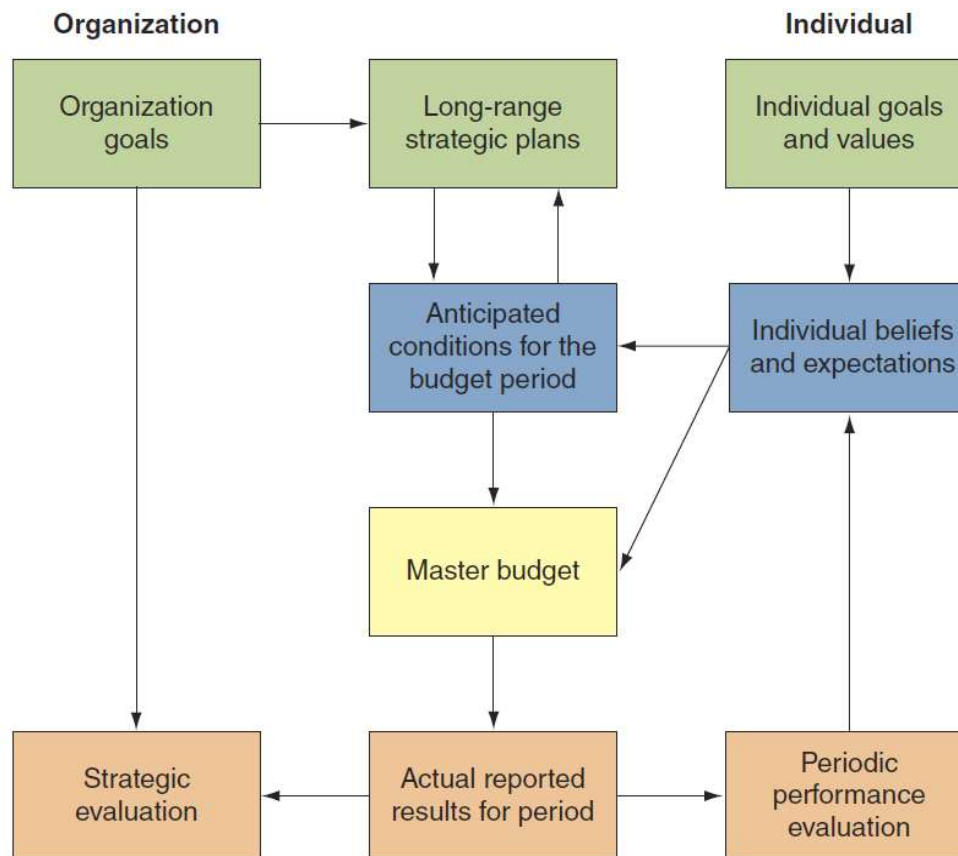 Organization
Individual
Organization
goals
Long-range
strategic plans
Individual goals
and values
Anticipated
conditions for the
budget period
Individual beliefs
and expectations
Master budget
Strategic
evaluation
Actual reported
results for period
Periodic
performance
evaluation